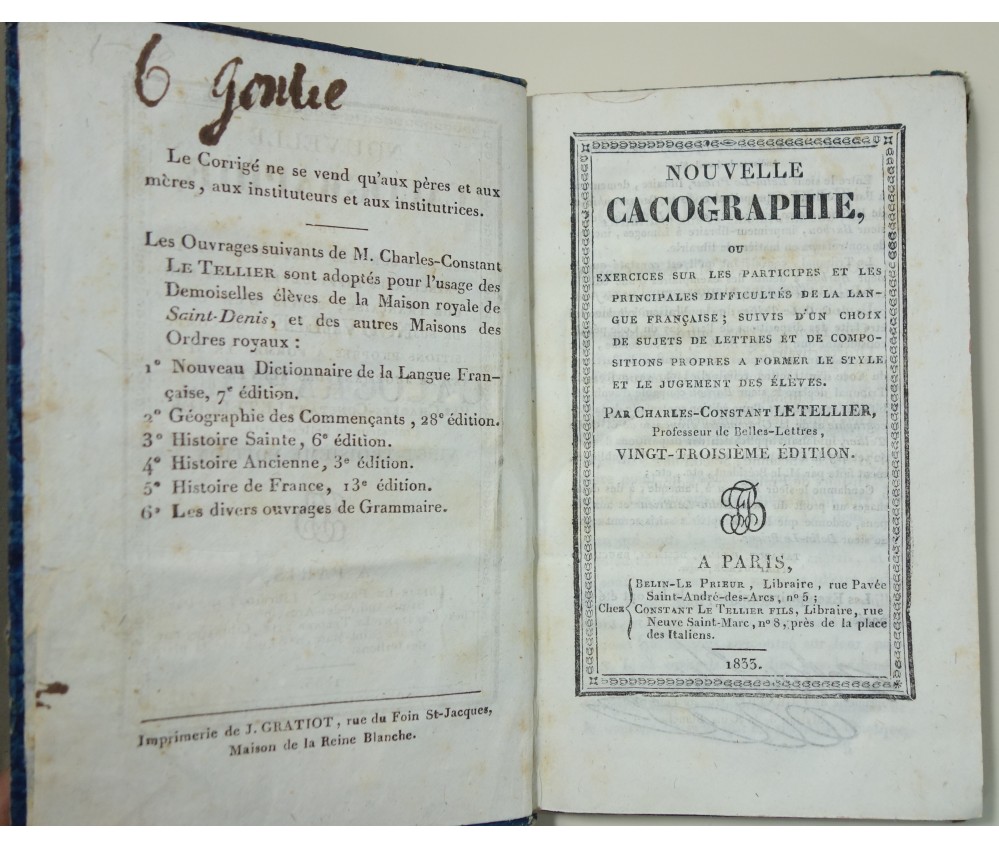 Le Corrigé ne se vend qu'aux pères et aux
mères, aux instituteurs et aux institutrices.
Les Ouvrages suivants de M. Charles-Constant
LE TELLIER sont adoptés pour l'usage des
Demoiselles élèves de la Maison royale de
Saint-Denis, et des autres Maisons des
Ordres royaux :
1º Nouveau Dictionnaire de la Langue Fran-
çaise, 7e édition.
2º Géographie des Commençants, 28e édition.
3º Histoire Sainte, 6e édition.
4º Histoire Ancienne, 3e édition.
5º Histoire de France, 13e édition.
6º Les divers ouvrages de Grammaire.
Imprimerie de J. GRATIOT, rue du Foin St-Jacques,
Maison de la Reine Blanche.
NOUVELLE
CACOGRAPHIE,
OU
EXERCICES SUR LES PARTICIPES ET LES
PRINCIPALES DIFFICULTÉS DE LA LAN-
GUE FRANÇAISE; SUIVIS D'UN CHOIX
DE SUJETS DE LETTRES ET DE COMPO-
SITIONS PROPRES A FORMER LE STYLE
ET LE JUGEMENT DES ÉLÈVES.
PAR CHARLES-CONSTANT LETELLIER,
Professeur de Belles-Lettres,
VINGT-TROISIÈME ÉDITION.
A PARIS,
BELIN-LE PRIEUR, Libraire, rue Pavée
Saint-André-des-Arcs, nº 5;
Chez CONSTANT LE TELLIER FILS, Libraire, rue
Neuve Saint-Marc, nº 8, près de la place
des Italiens.
1833.